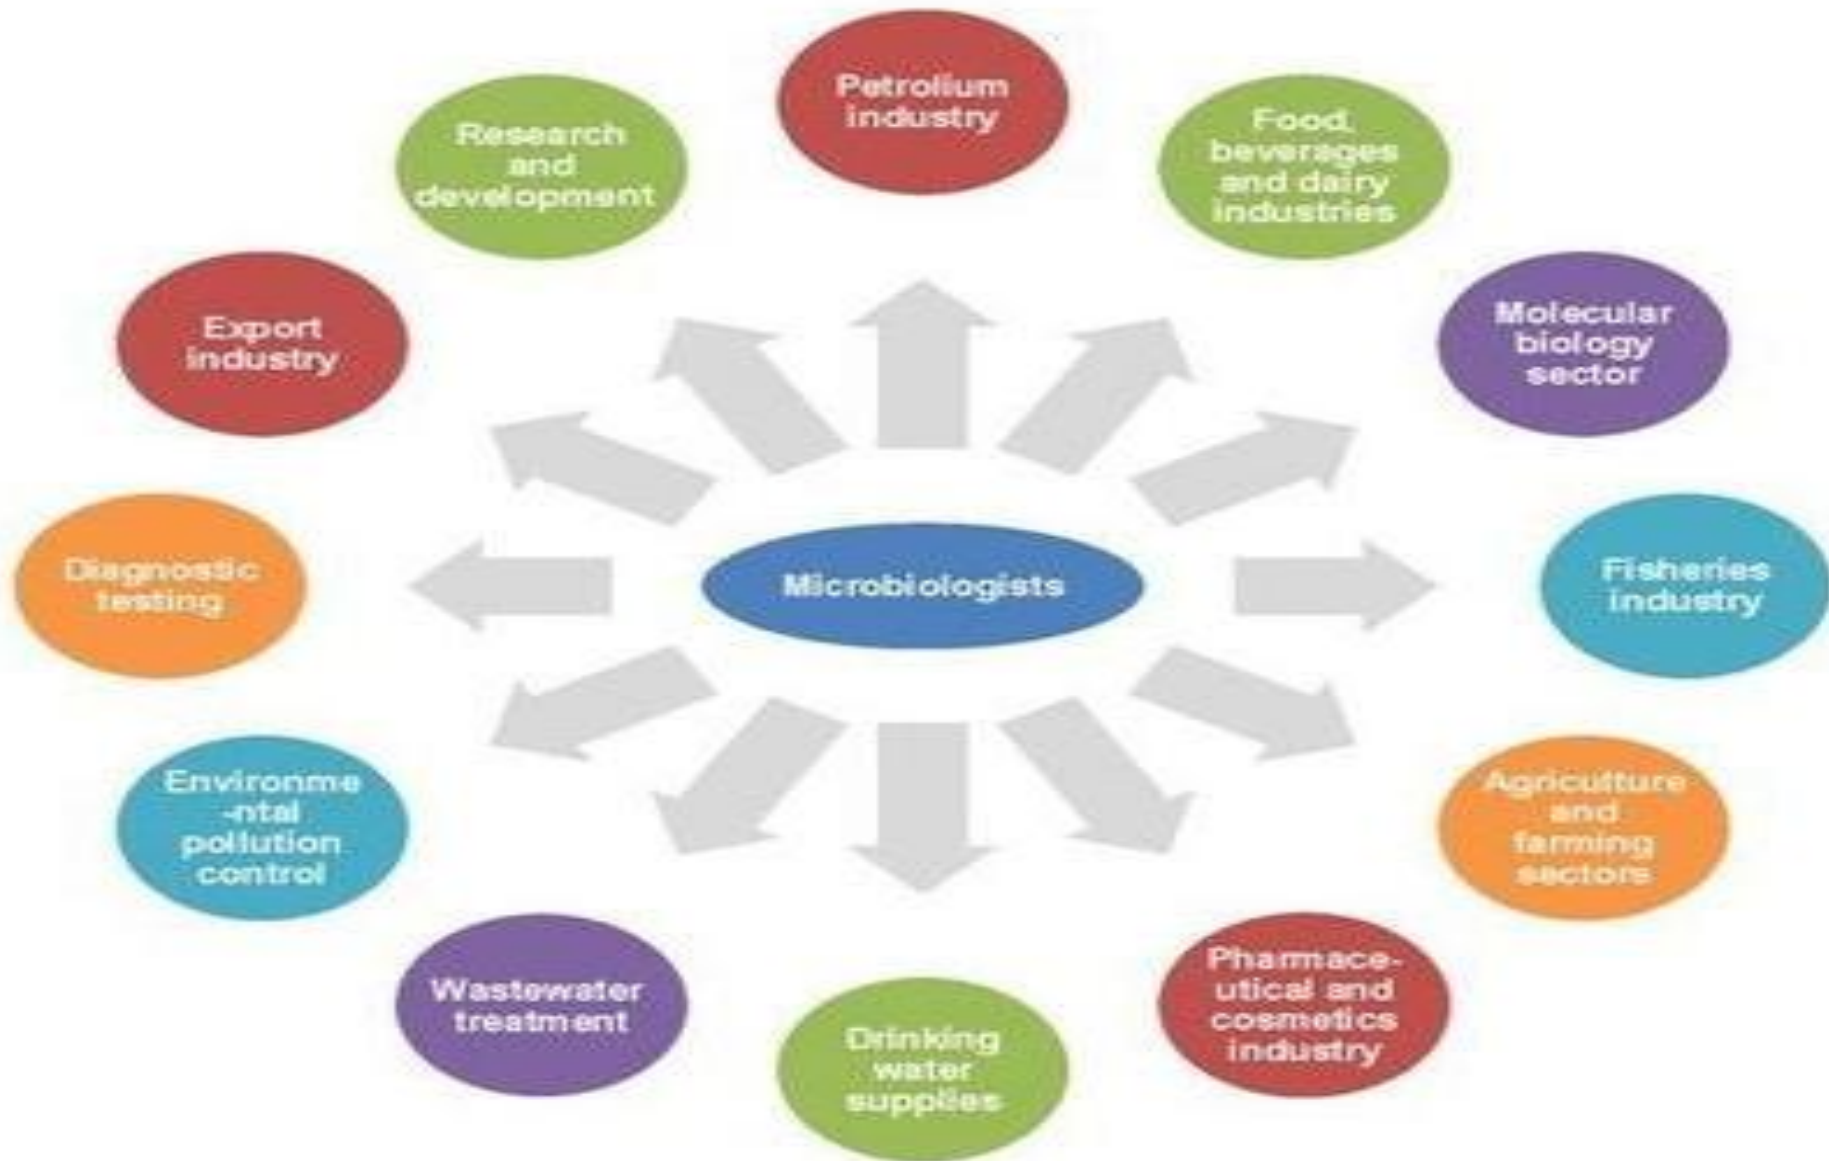 Petrolium
industry
Food,
beverages
and dairy
industries
Molecular
biology
sector
Fisheries
industry
Agriculture
and
farming
sectors
Pharmace-
utical and
cosmetics
industry
Drinking
water
supplies
Wastewater
treatment
Environme
-ntal
pollution
control
Diagnostic
testing
Export
industry
Research
and
development
Microbiologists